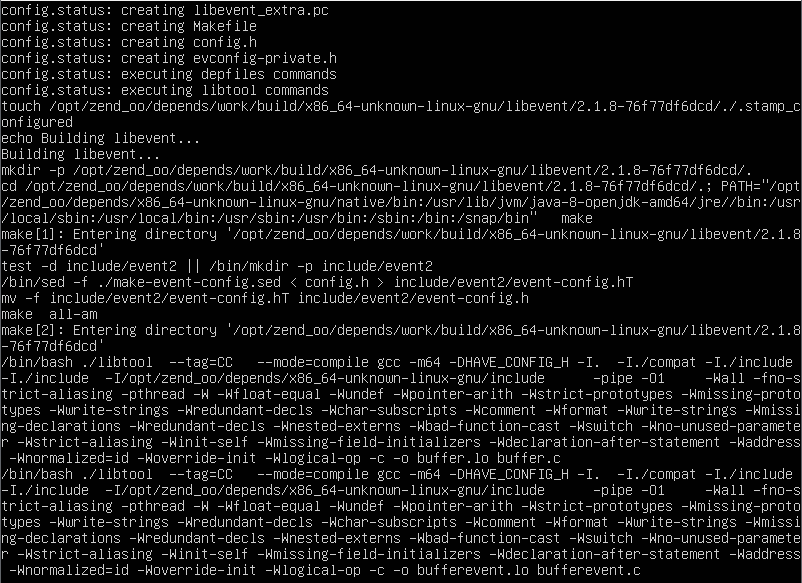 config.status: creating libevent_extra.pc
config.status: creating Makefile
config.status: creating config.h
config.status: creating evconfig-private.h
config.status: executing depfiles commands
config.status: executing libtool commands
touch /opt/zend_oo/depends/work/build/x86_64-unknown-linux-gnu/libevent/2.1.8-76f77df6dcd/./.stamp_c
onfigured
echo Building libevent...
Building libevent...
mkdir -p /opt/zend_oo/depends/work/build/x86_64-unknown-linux-gnu/libevent/2.1.8-76f77df6dcd/.
cd /opt/zend_oo/depends/work/build/x86_64-unknown-linux-gnu/libevent/2.1.8-76f77df6dcd/.; PATH="/opt
/zend_oo/depends/x86_64-unknown-linux-gnu/native/bin:/usr/lib/jvm/java-8-openjdk-amd64/jre//bin:/usr
/local/sbin:/usr/local/bin:/usr/sbin:/usr/bin:/sbin:/bin:/snap/bin"   make
make[1]: Entering directory '/opt/zend_oo/depends/work/build/x86_64-unknown-linux-gnu/libevent/2.1.8
-76f77df6dcd'
test -d include/event2 || /bin/mkdir -p include/event2
/bin/sed -f ./make-event-config.sed < config.h > include/event2/event-config.hT
mv -f include/event2/event-config.hT include/event2/event-config.h
make  all-am
make[2]: Entering directory '/opt/zend_oo/depends/work/build/x86_64-unknown-linux-gnu/libevent/2.1.8
-76f77df6dcd'
/bin/bash ./libtool  --tag=CC   --mode=compile gcc -m64 -DHAVE_CONFIG_H -I.  -I./compat -I./include
-I./include  -I/opt/zend_oo/depends/x86_64-unknown-linux-gnu/include      -pipe -O1     -Wall -fno-s
trict-aliasing -pthread -W -Wfloat-equal -Wundef -Wpointer-arith -Wstrict-prototypes -Wmissing-proto
types -Wwrite-strings -Wredundant-decls -Wchar-subscripts -Wcomment -Wformat -Wwrite-strings -Wmissi
ng-declarations -Wredundant-decls -Wnested-externs -Wbad-function-cast -Wswitch -Wno-unused-paramete
r -Wstrict-aliasing -Winit-self -Wmissing-field-initializers -Wdeclaration-after-statement -Waddress
 -Wnormalized=id -Woverride-init -Wlogical-op -c -o buffer.lo buffer.c
/bin/bash ./libtool  --tag=CC   --mode=compile gcc -m64 -DHAVE_CONFIG_H -I.  -I./compat -I./include
-I./include  -I/opt/zend_oo/depends/x86_64-unknown-linux-gnu/include      -pipe -O1     -Wall -fno-s
trict-aliasing -pthread -W -Wfloat-equal -Wundef -Wpointer-arith -Wstrict-prototypes -Wmissing-proto
types -Wwrite-strings -Wredundant-decls -Wchar-subscripts -Wcomment -Wformat -Wwrite-strings -Wmissi
ng-declarations -Wredundant-decls -Wnested-externs -Wbad-function-cast -Wswitch -Wno-unused-paramete
r -Wstrict-aliasing -Winit-self -Wmissing-field-initializers -Wdeclaration-after-statement -Waddress
 -Wnormalized=id -Woverride-init -Wlogical-op -c -o bufferevent.lo bufferevent.c